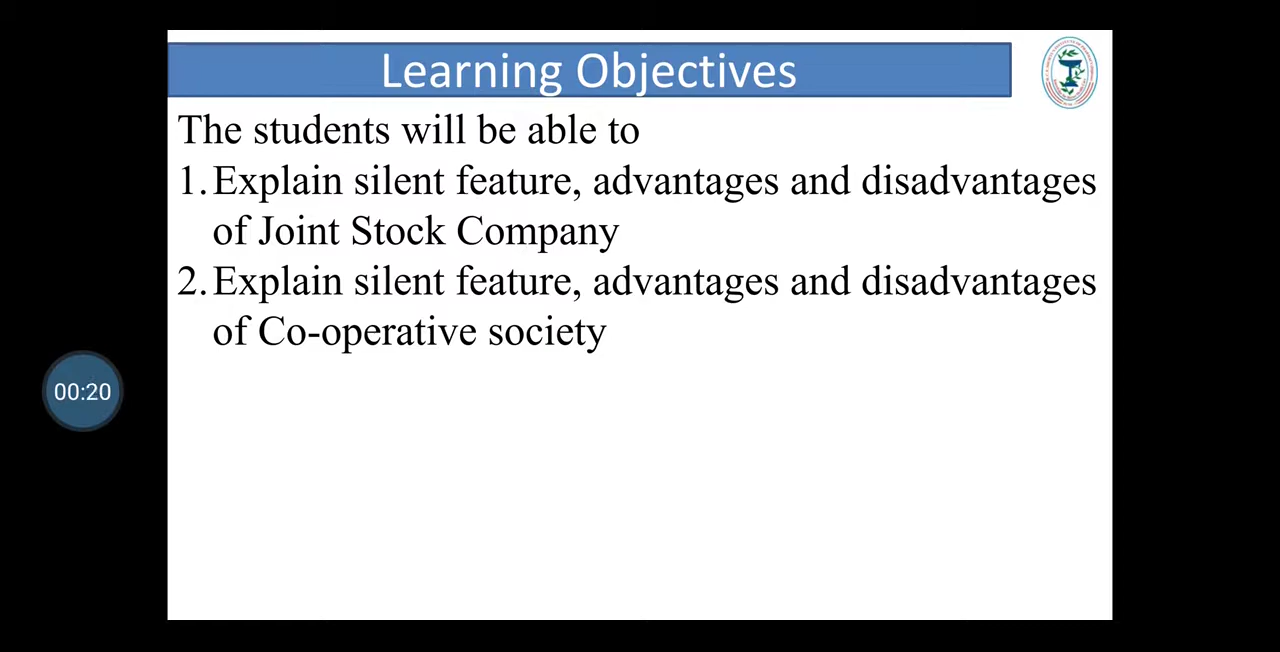 Learning Objectives
The students will be able to
1. Explain silent feature, advantages and disadvantages
of Joint Stock Company
2. Explain silent feature, advantages and disadvantages
of Co-operative society
00:20